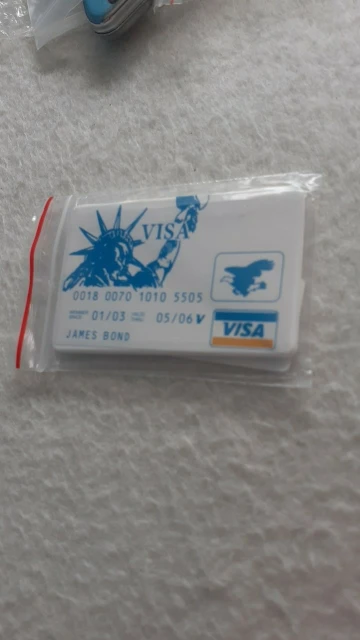 VISA
0018 0070 1010 5505
01/03 05/06 V
VISA
JAMES BOND